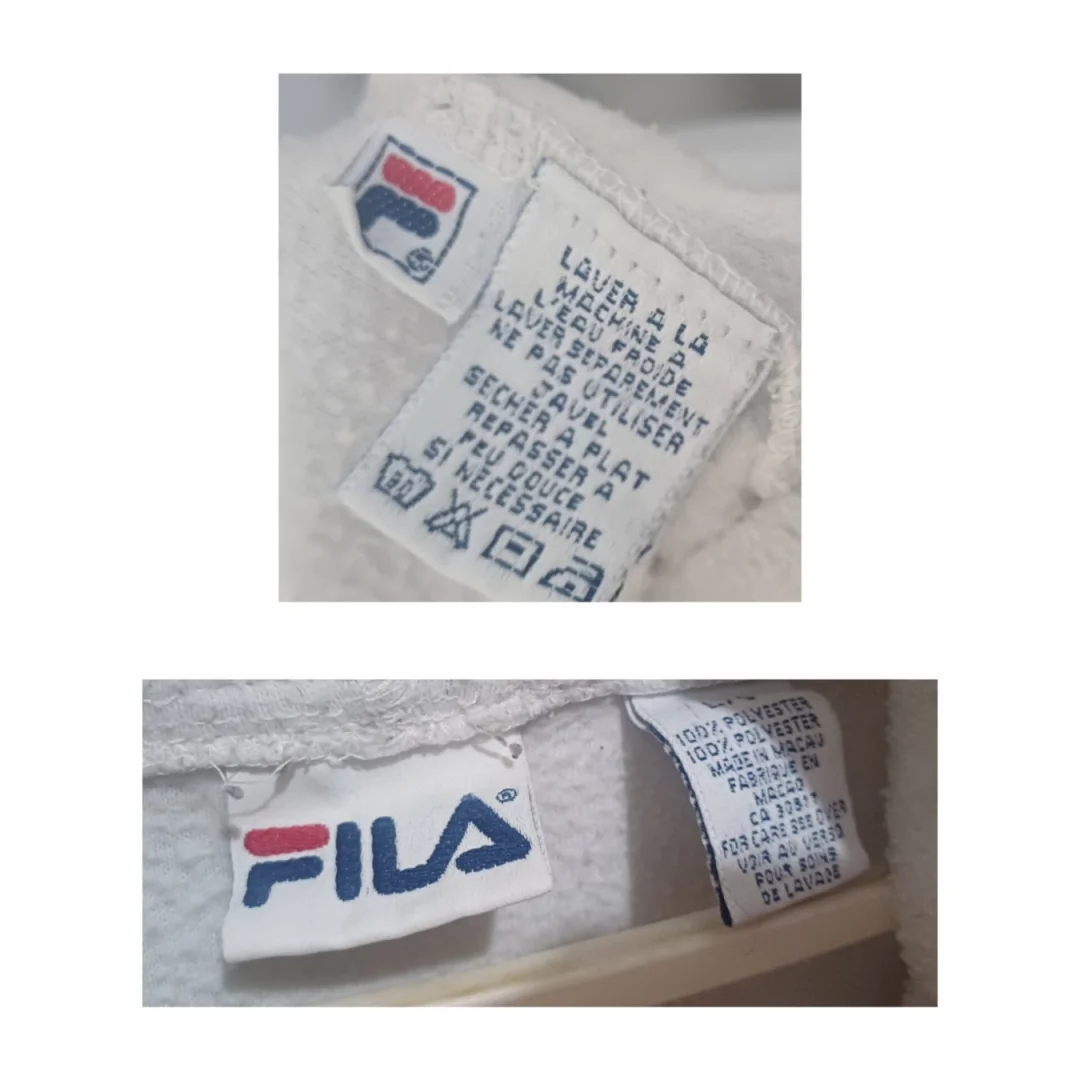 LAVER A LA
MACHINE A
L'EAU FROIDE
LAVER SEPAREMENT
NE PAS UTILISER
JAVEL
SECHER A PLAT
REPASSER A
FEU DOUCE
SI NECESSAIRE
30
FILA®
100% POLYESTER
100% POLYESTER
MADE IN MACAU
FABRIQUE EN
MACAO
CA
FOR CARE SEE OVER
VOIR AU VERSO
POUR SOINS
DE LAVAGE